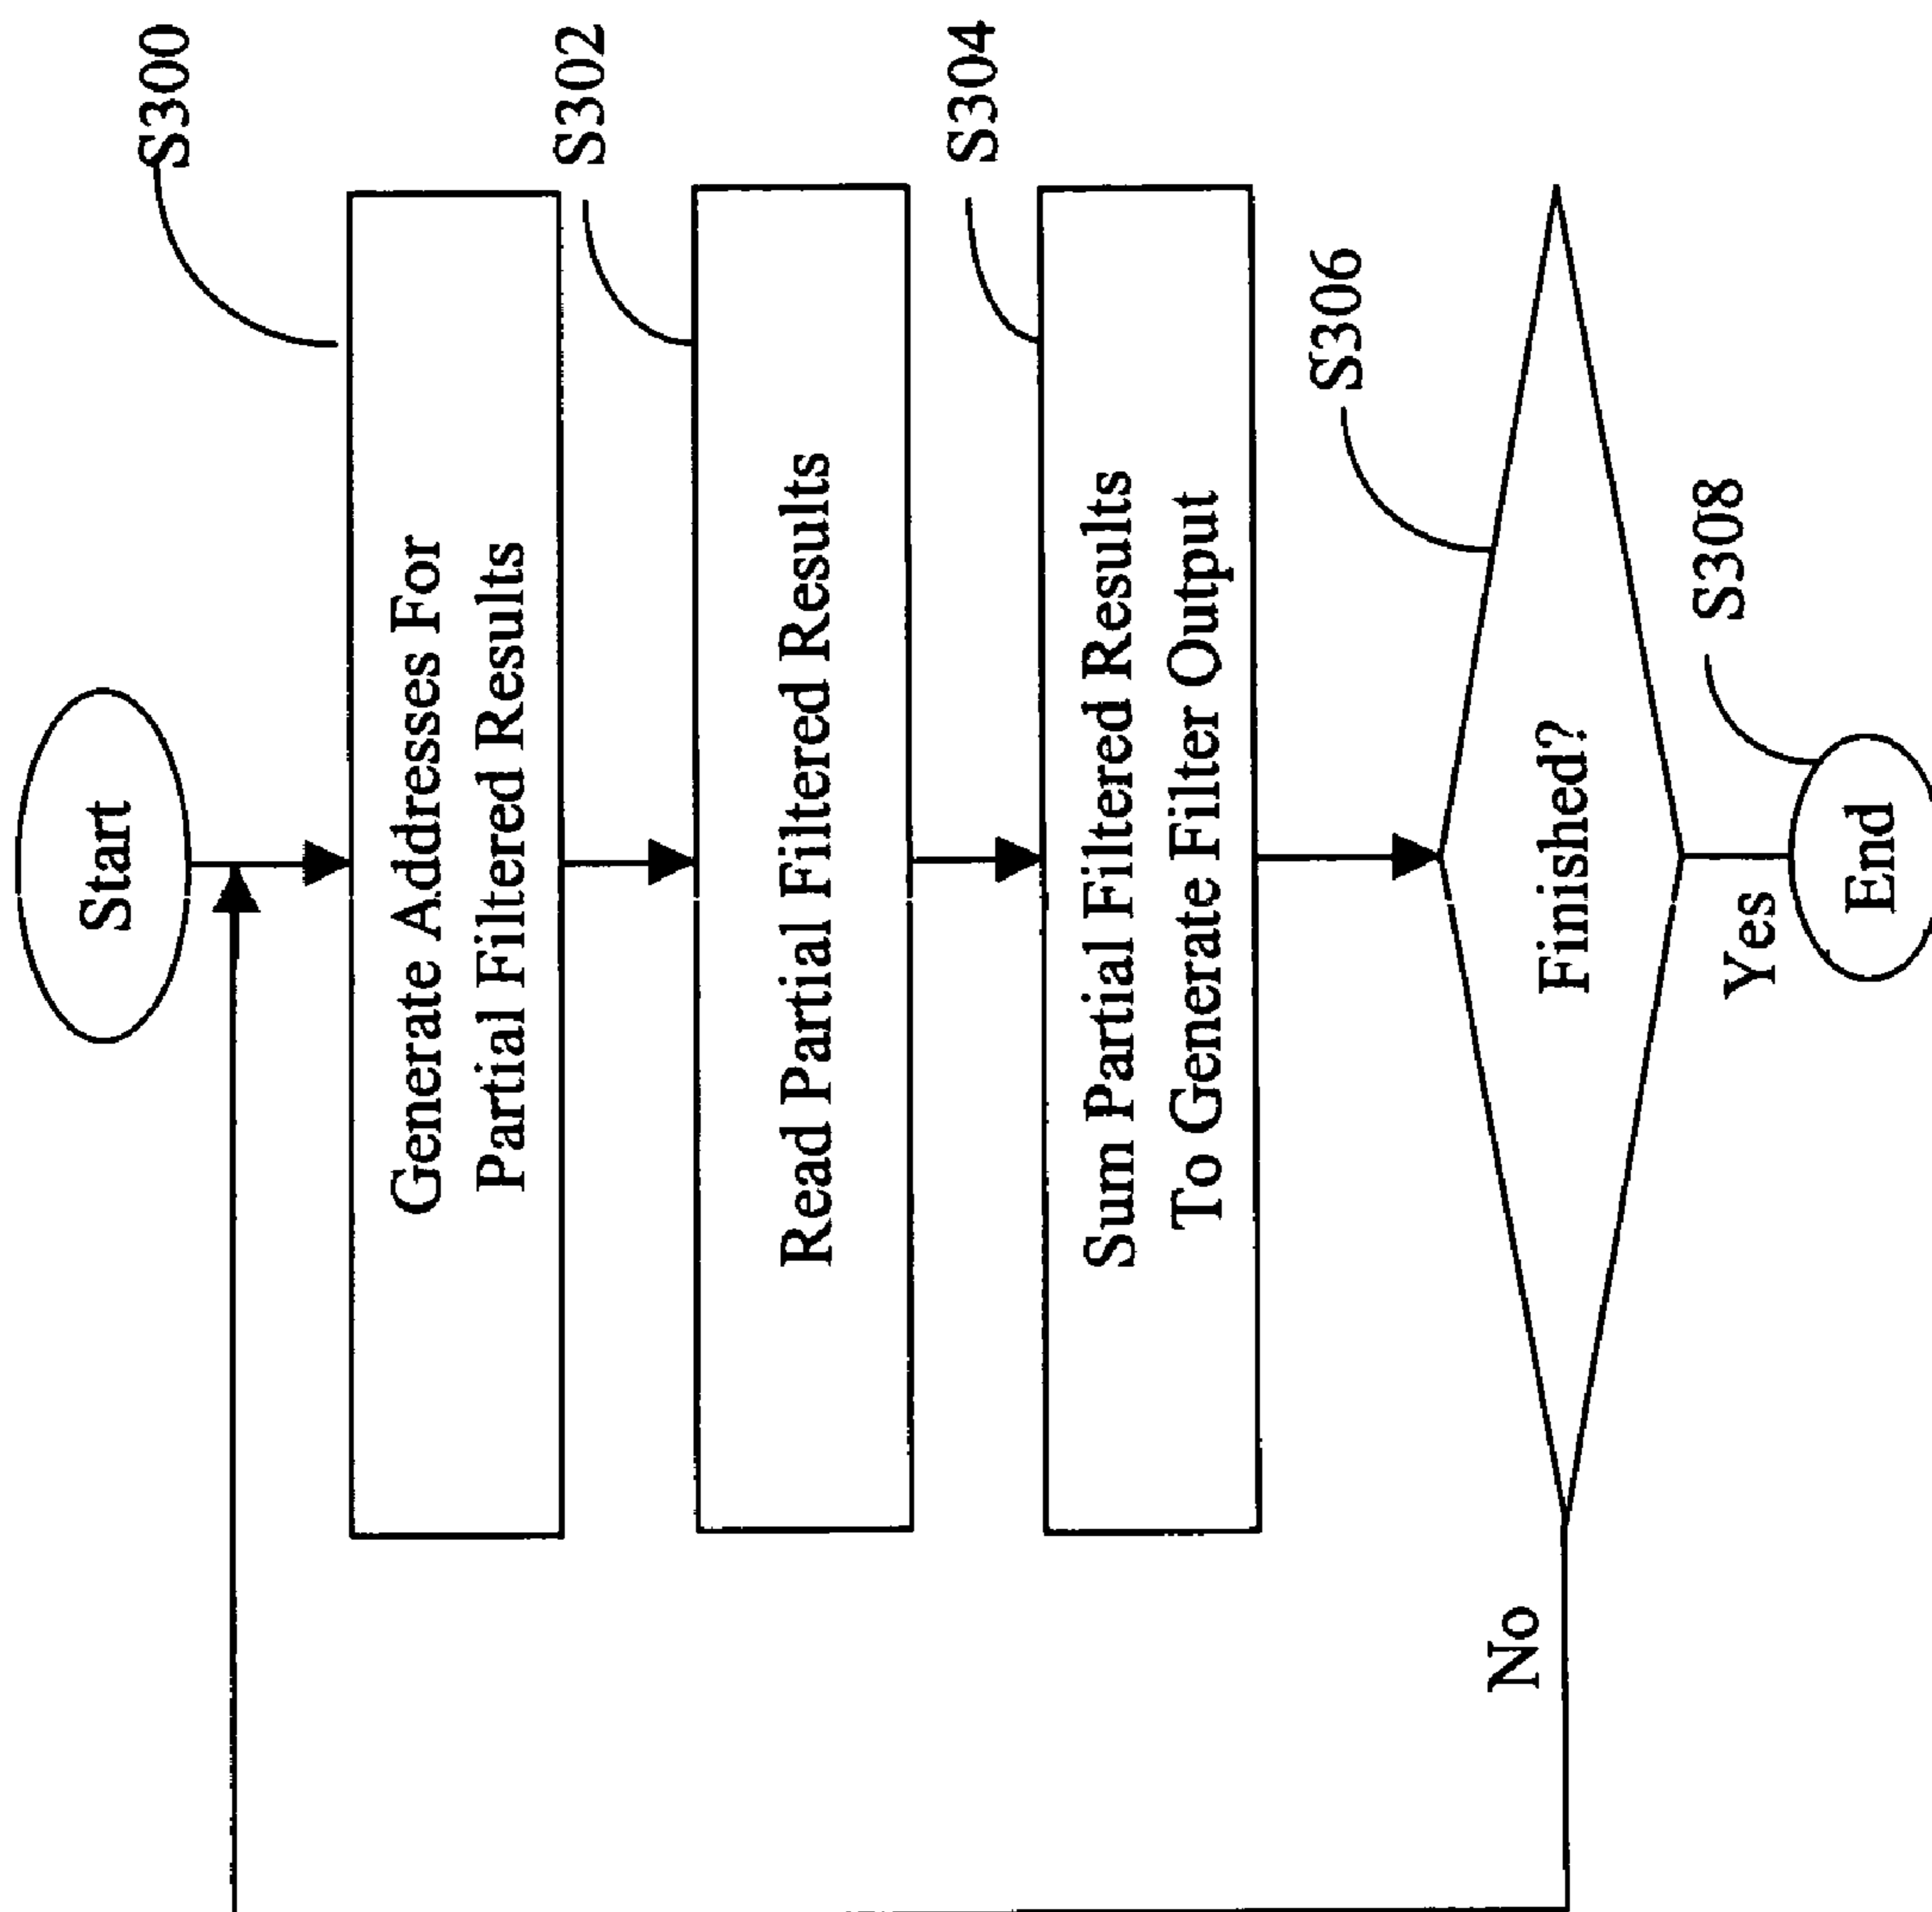 Start
S300
Generate Addresses For
Partial Filtered Results
S302
Read Partial Filtered Results
S304
Sum Partial Filtered Results
To Generate Filter Output
S306
Finished?
No
Yes
S308
End